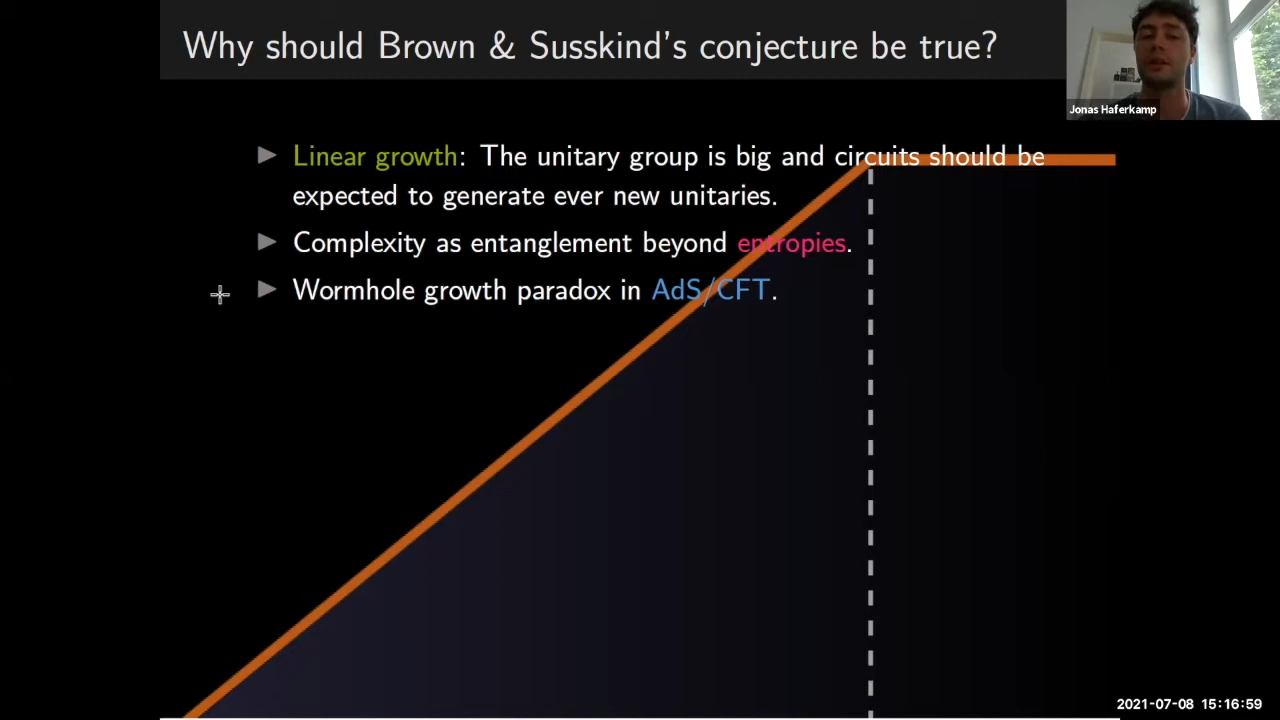 Why should Brown & Susskind's conjecture be true?
Jonas Haferkamp
Linear growth: The unitary group is big and circuits should be
expected to generate ever new unitaries.
Complexity as entanglement beyond entropies.
Wormhole growth paradox in AdS/CFT.
2021-07-08 15:16:59